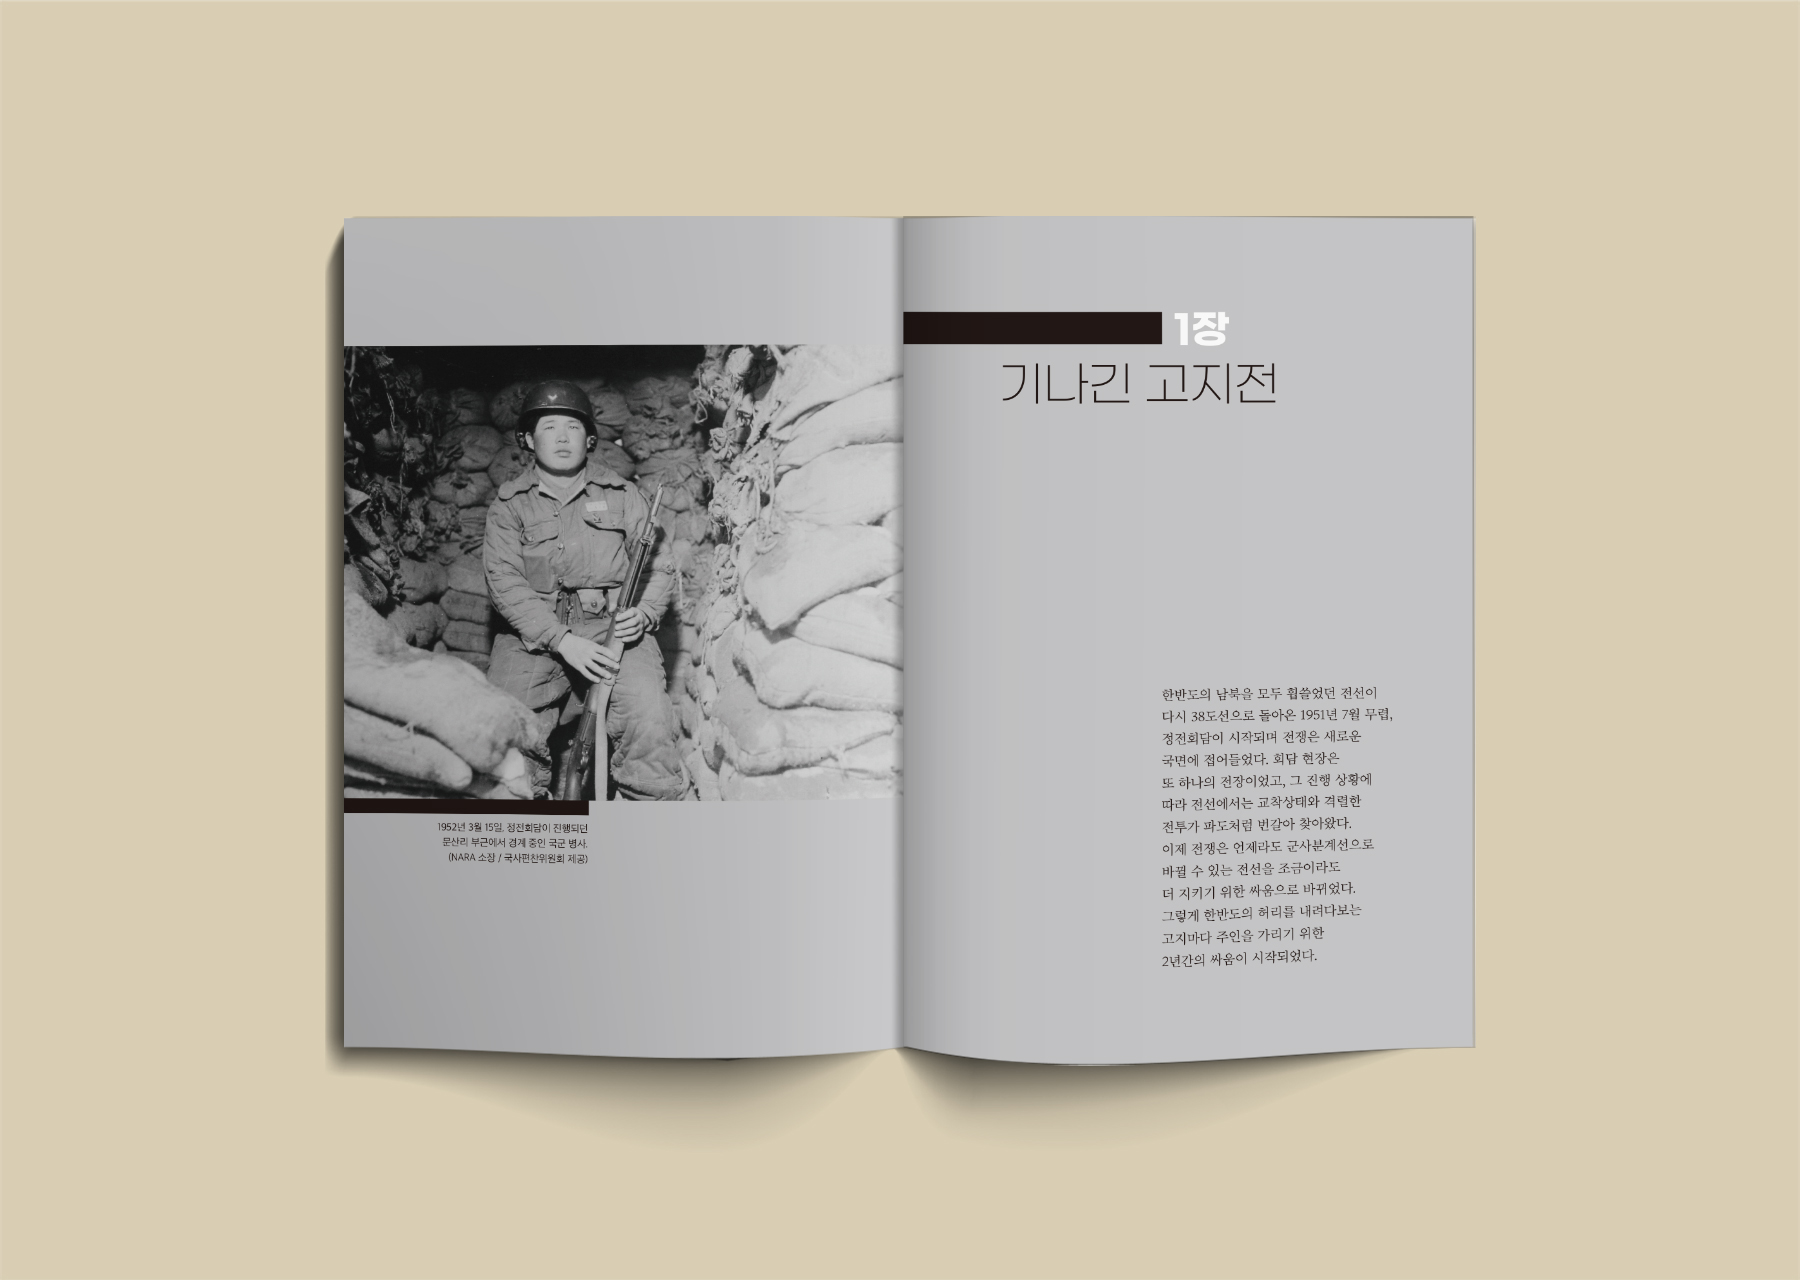 1952년 3월 15일. 정전회담이 진행되던
문산리 부근에서 경계 중인 국군 병사.
(NARA 소장 / 국사편찬위원회 제공)
1장
기나긴 고지전
한반도의 남북을 모두 휩쓸었던 전선이
다시 38도선으로 돌아온 1951년 7월 무렵,
정전회담이 시작되며 전쟁은 새로운
국면에 접어들었다. 회담 현장은
또 하나의 전장이었고, 그 진행 상황에
따라 전선에서는 교착상태와 격렬한
전투가 파도처럼 번갈아 찾아왔다.
이제 전쟁은 언제라도 군사분계선으로
바뀔 수 있는 전선을 조금이라도
더 지키기 위한 싸움으로 바뀌었다.
그렇게 한반도의 허리를 내려다보는
고지마다 주인을 가리기 위한
2년간의 싸움이 시작되었다.